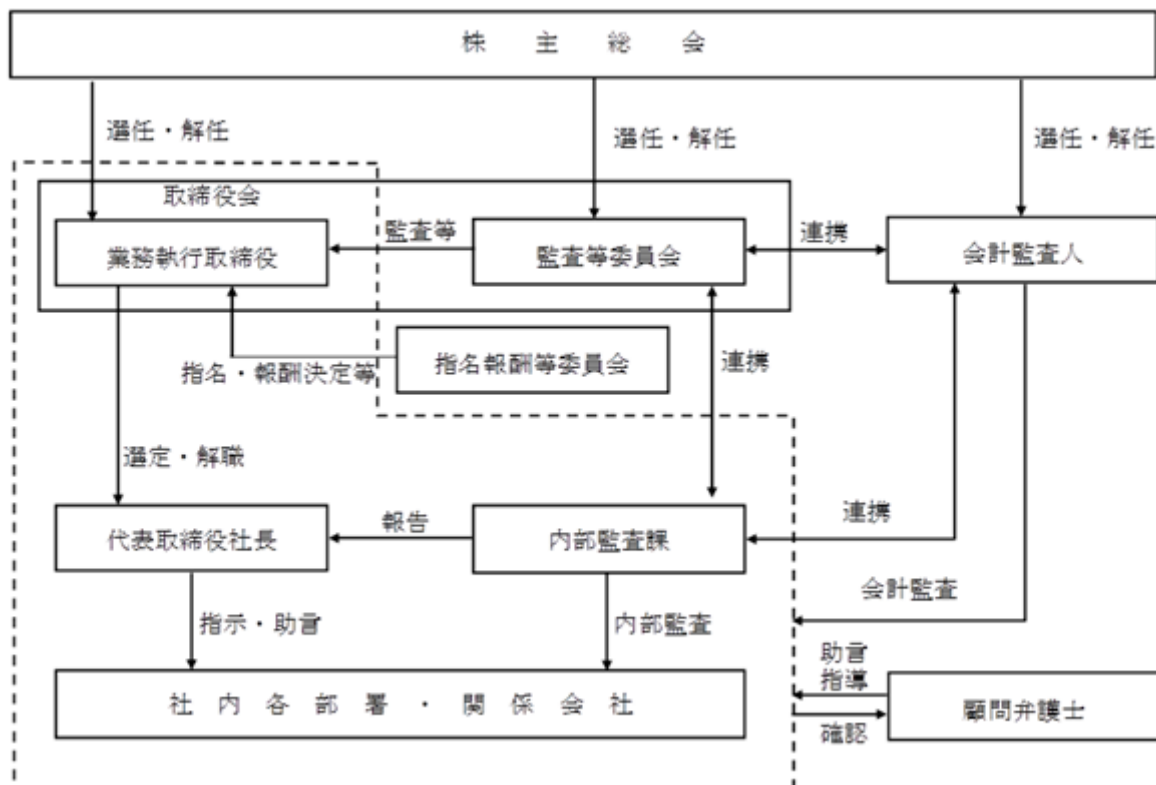 株主総会
選任・解任
選任・解任
選任・解任
取締役会
業務執行取締役
監査等
監査等委員会
連携
会計監査人
指名報酬等委員会
指名・報酬決定等
連携
選定・解職
代表取締役社長
報告
内部監査課
連携
会計監査
指示・助言
内部監査
助言
指導
社内各部署・関係会社
顧問弁護士
確認